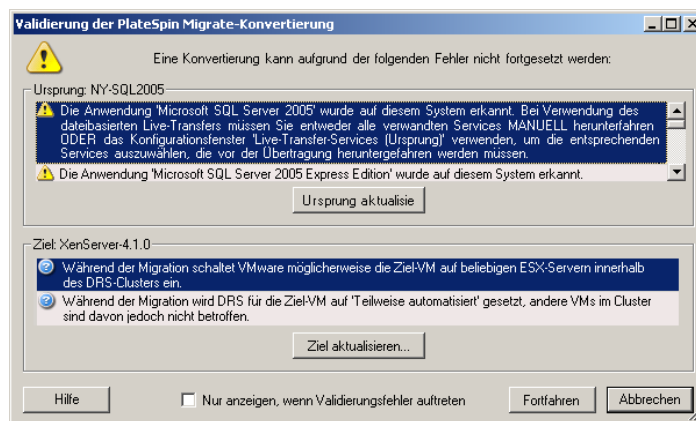 Validierung der PlateSpin Migrate-Konvertierung
Eine Konvertierung kann aufgrund der folgenden Fehler nicht fortgesetzt werden:
Ursprung: NY-SQL2005
Die Anwendung 'Microsoft SQL Server 2005' wurde auf diesem System erkannt. Bei Verwendung des
dateibasierten Live-Transfers müssen Sie entweder alle verwandten Services MANUELL herunterfahren
ODER das Konfigurationsfenster 'Live-Transfer-Services (Ursprung)' verwenden, um die entsprechenden
Services auszuwählen, die vor der Übertragung heruntergefahren werden müssen.
Die Anwendung 'Microsoft SQL Server 2005 Express Edition' wurde auf diesem System erkannt.
Ursprung aktualisie
Ziel: XenServer-4.1.0
Während der Migration schaltet VMware möglicherweise die Ziel-VM auf beliebigen ESX-Servern innerhalb
des DRS-Clusters ein.
Während der Migration wird DRS für die Ziel-VM auf 'Teilweise automatisiert' gesetzt, andere VMs im Cluster
sind davon jedoch nicht betroffen.
Ziel aktualisieren...
Hilfe
Nur anzeigen, wenn Validierungsfehler auftreten
Fortfahren
Abbrechen